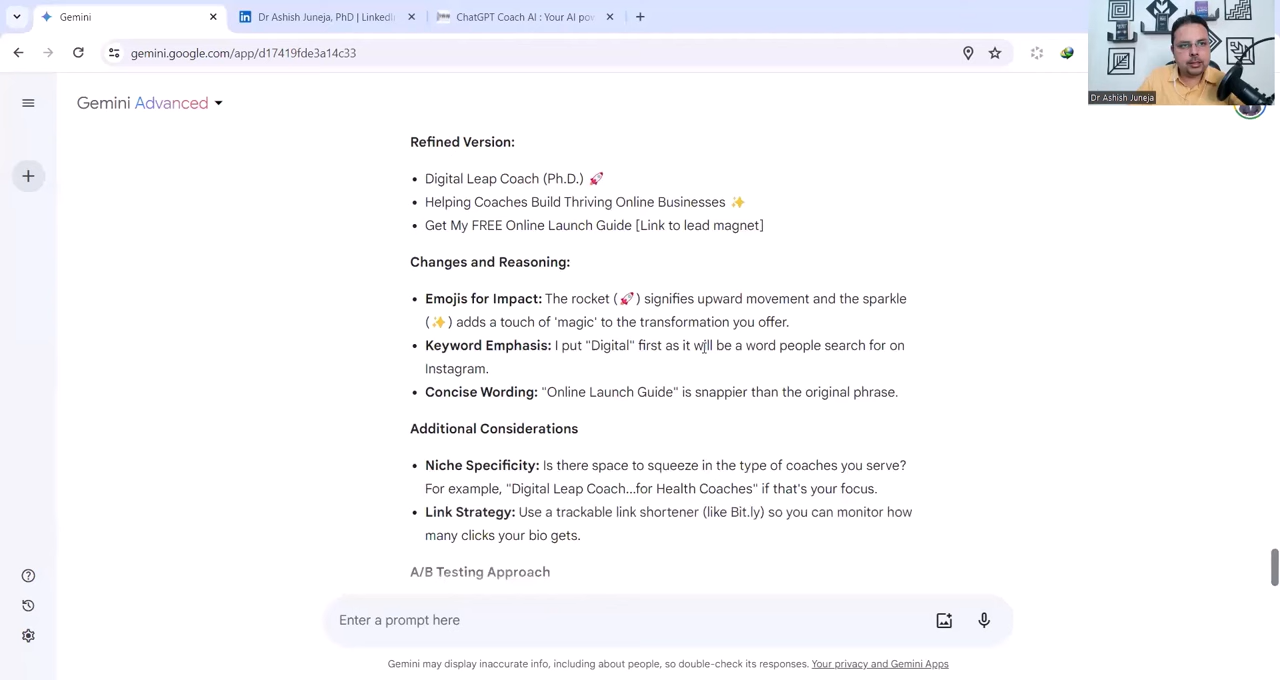 Gemini
Dr Ashish Juneja, PhD | LinkedI
ChatGPT Coach AI : Your AI pow
gemini.google.com/app/d17419fde3a14c33
Gemini Advanced
Dr Ashish Juneja
Refined Version:
• Digital Leap Coach (Ph.D.) 🚀
• Helping Coaches Build Thriving Online Businesses ✨
• Get My FREE Online Launch Guide [Link to lead magnet]
Changes and Reasoning:
• Emojis for Impact: The rocket (🚀) signifies upward movement and the sparkle
(✨) adds a touch of 'magic' to the transformation you offer.
• Keyword Emphasis: I put "Digital" first as it will be a word people search for on
Instagram.
• Concise Wording: "Online Launch Guide" is snappier than the original phrase.
Additional Considerations
• Niche Specificity: Is there space to squeeze in the type of coaches you serve?
For example, "Digital Leap Coach...for Health Coaches" if that's your focus.
• Link Strategy: Use a trackable link shortener (like Bit.ly) so you can monitor how
many clicks your bio gets.
A/B Testing Approach
Enter a prompt here
Gemini may display inaccurate info, including about people, so double-check its responses. Your privacy and Gemini Apps